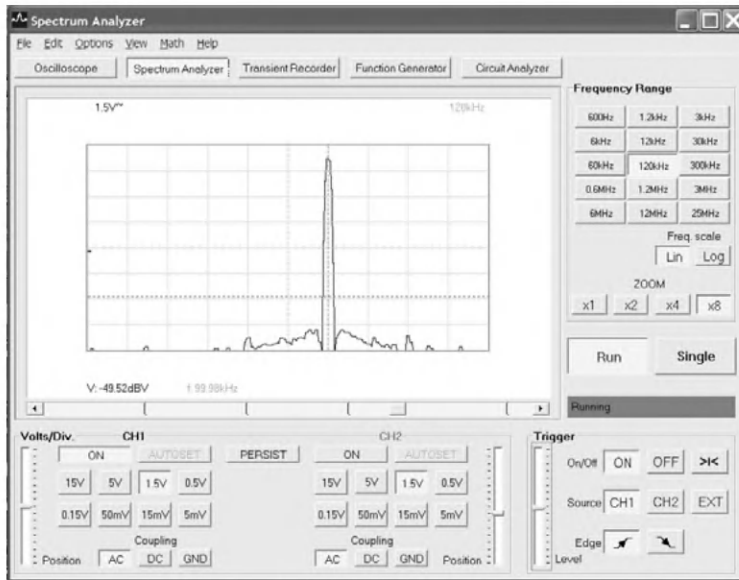 Spectrum Analyzer
File Edit Options View Math Help
Oscilloscope Spectrum Analyzer Transient Recorder Function Generator Circuit Analyzer
1.5V~ 120kHz
V: -49.52dBV f: 99.98kHz
Frequency Range
600Hz 1.2kHz 3kHz
6kHz 12kHz 30kHz
60kHz 120kHz 300kHz
0.6MHz 1.2MHz 3MHz
6MHz 12MHz 25MHz
Freq. scale
Lin Log
ZOOM
x1 x2 x4 x8
Run Single
Running
Volts/Div. CH1 CH2
ON AUTOSET PERSIST ON AUTOSET
15V 5V 1.5V 0.5V 15V 5V 1.5V 0.5V
0.15V 50mV 15mV 5mV 0.15V 50mV 15mV 5mV
Coupling Coupling
Position AC DC GND AC DC GND Position
Trigger
On/Off ON OFF >I<
Source CH1 CH2 EXT
Edge
Level